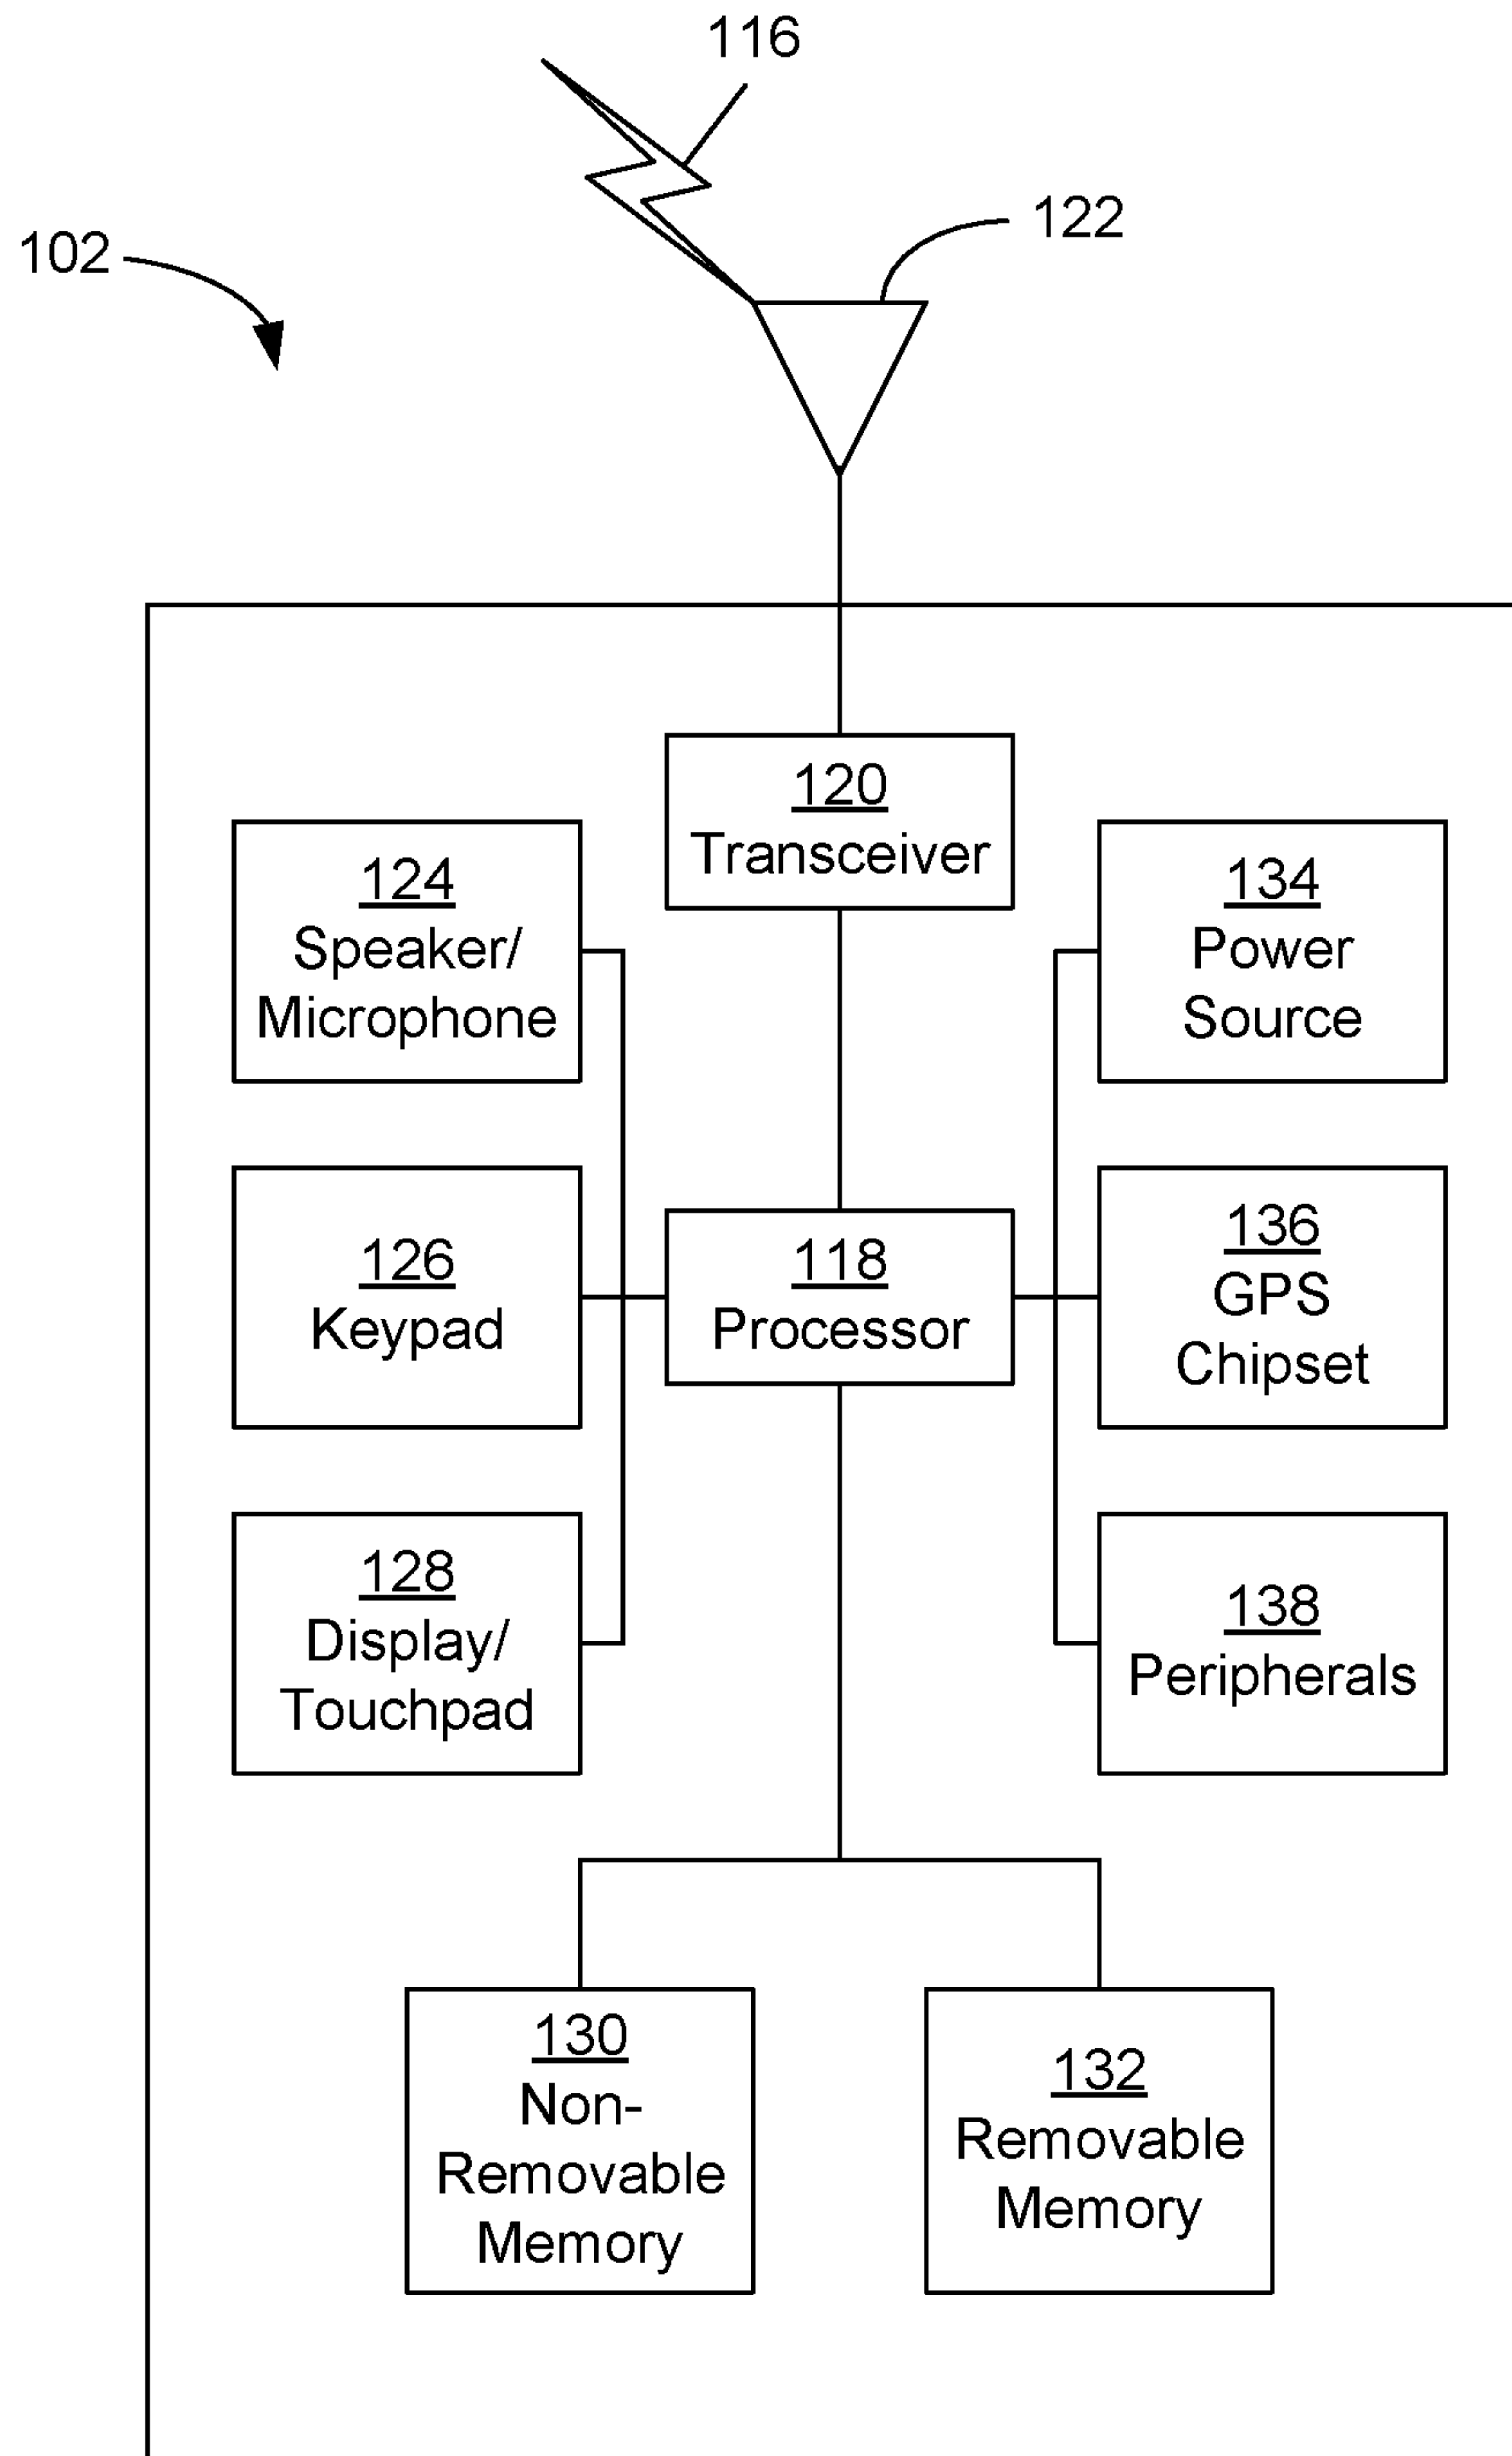 116
122
102
120
Transceiver
124
Speaker/
Microphone
134
Power
Source
126
Keypad
118
Processor
136
GPS
Chipset
128
Display/
Touchpad
138
Peripherals
130
Non-
Removable
Memory
132
Removable
Memory